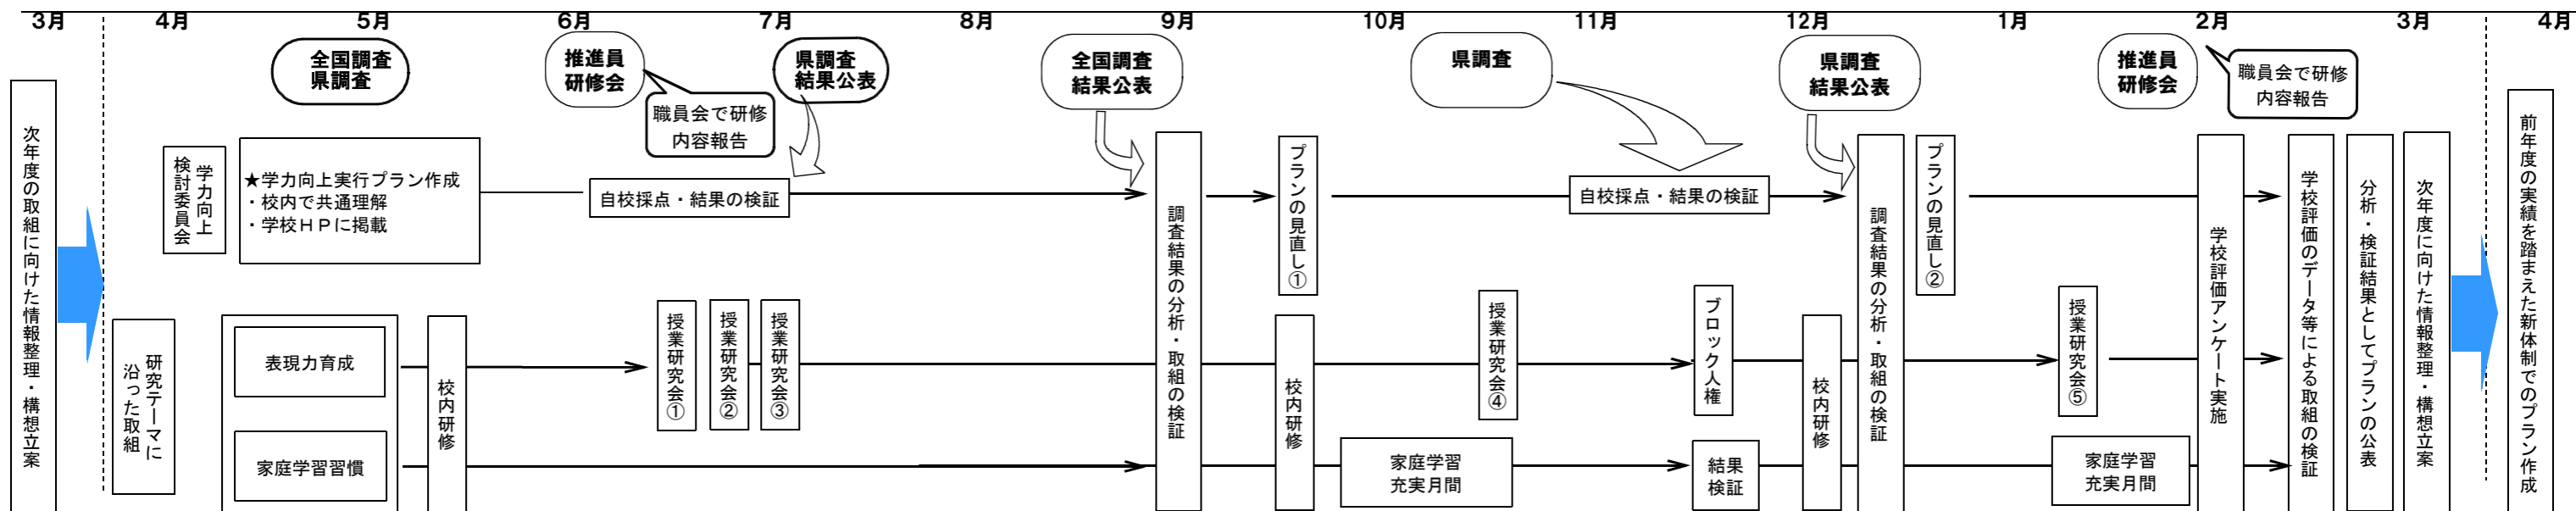 3月 4月 5月 6月 7月 8月 9月 10月 11月 12月 1月 2月 3月 4月
全国調査
県調査
推進員
研修会
職員会で研修
内容報告
県調査
結果公表
全国調査
結果公表
県調査
県調査
結果公表
推進員
研修会
職員会で研修
内容報告
次年度の取組に向けた情報整理・構想立案
学力向上
検討委員会
★学力向上実行プラン作成
・校内で共通理解
・学校ＨＰに掲載
自校採点・結果の検証
調査結果の分析・取組の検証
プランの見直し①
自校採点・結果の検証
調査結果の分析・取組の検証
プランの見直し②
学校評価アンケート実施
学校評価のデータ等による取組の検証
分析・検証結果としてプランの公表
次年度に向けた情報整理・構想立案
前年度の実績を踏まえた新体制でのプラン作成
研究テーマに
沿った取組
表現力育成
家庭学習習慣
校内研修
授業研究会①
授業研究会②
授業研究会③
校内研修
授業研究会④
家庭学習
充実月間
ブロック人権
結果
検証
校内研修
授業研究会⑤
家庭学習
充実月間